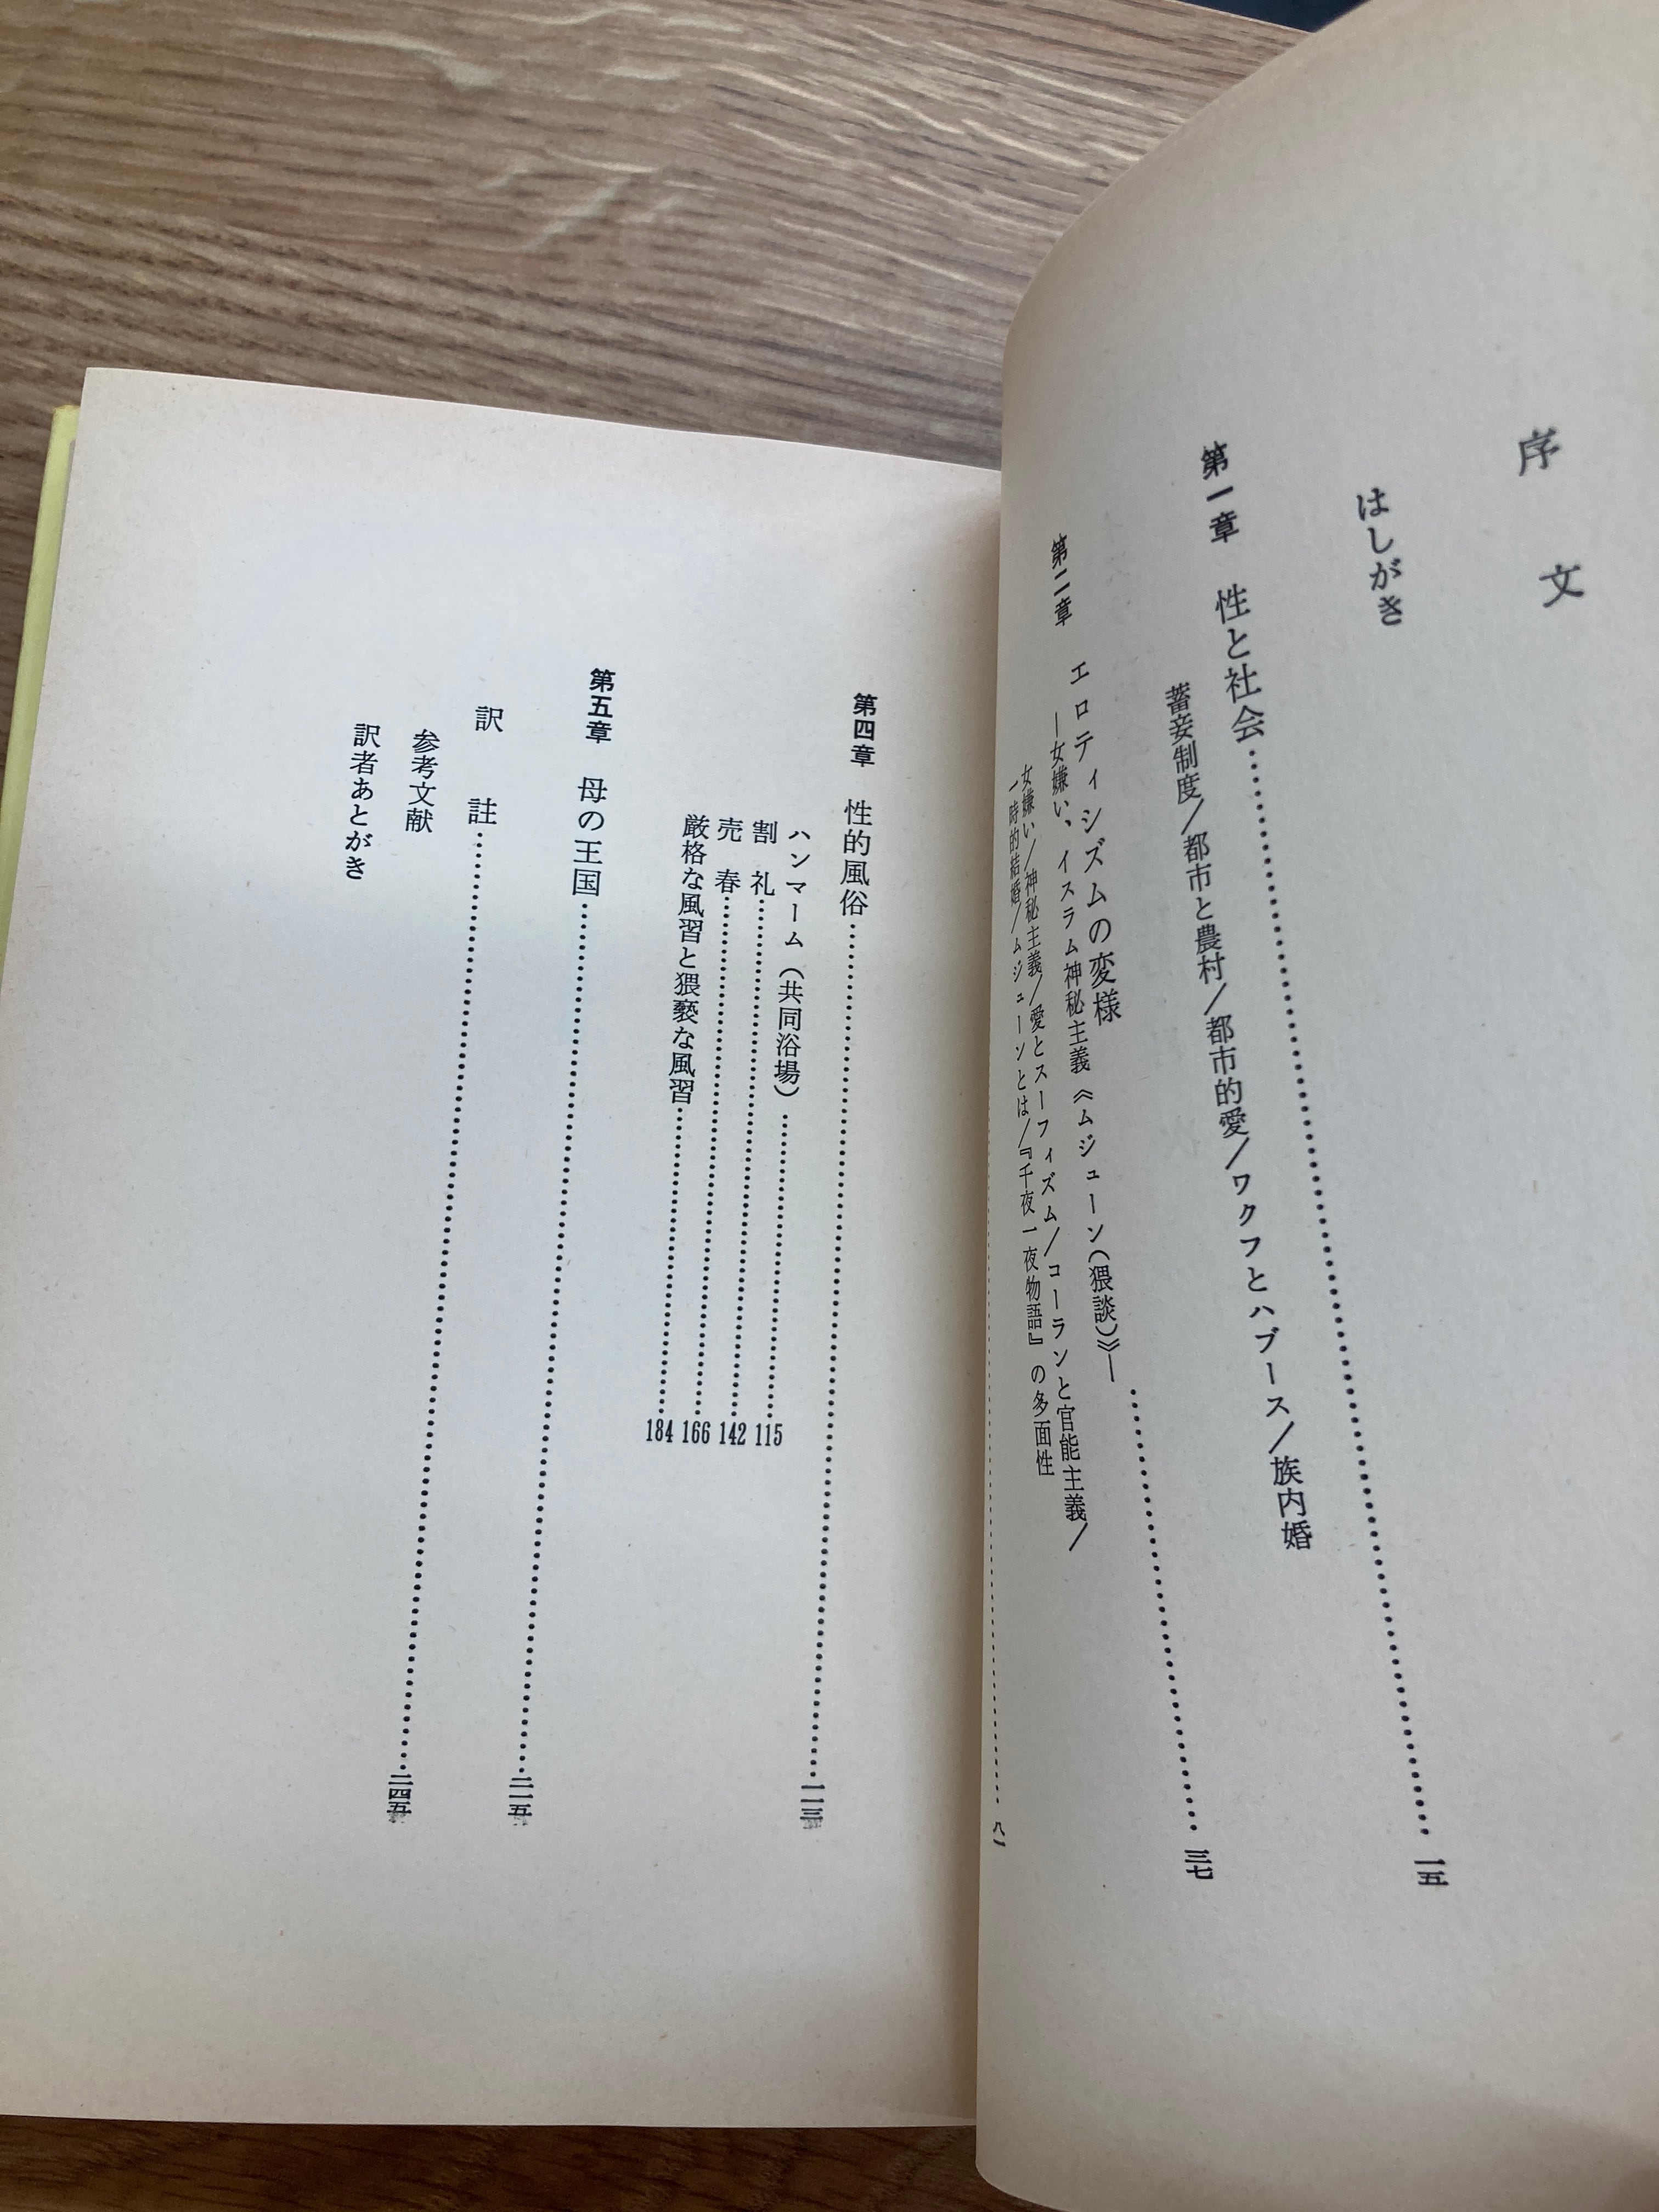 序文
はしがき
第一章 性と社会……一五
蓄妾制度/都市と農村/都市的愛/ワクフとハブース/族内婚
第二章 エロティシズムの変様
―女嫌い、イスラム神秘主義《ムジューン(猥談)》―……三七
女嫌い/神秘主義/愛とスーフィズム/コーランと官能主義/
一時的結婚/ムジューンとは/『千夜一夜物語』の多面性
……八一
第四章 性的風俗……一一三
ハンマーム(共同浴場)……115
割礼……142
売春……166
厳格な風習と猥褻な風習……184
第五章 母の王国……二一五
訳註……二四五
参考文献
訳者あとがき